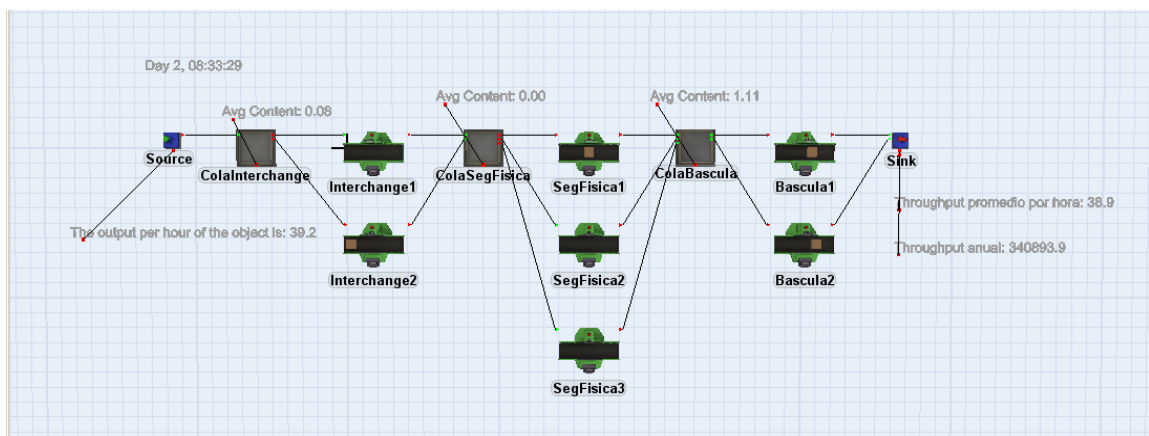 Day 2, 08:33:29
Avg Content: 0.08
Avg Content: 0.00
Avg Content: 1.11
Source
ColaInterchange
Interchange1
ColaSegFisica
SegFisica1
ColaBascula
Bascula1
Sink
Throughput promedio por hora: 38.9
The output per hour of the object is: 39.2
Throughput anual: 340893.9
Interchange2
SegFisica2
Bascula2
SegFisica3